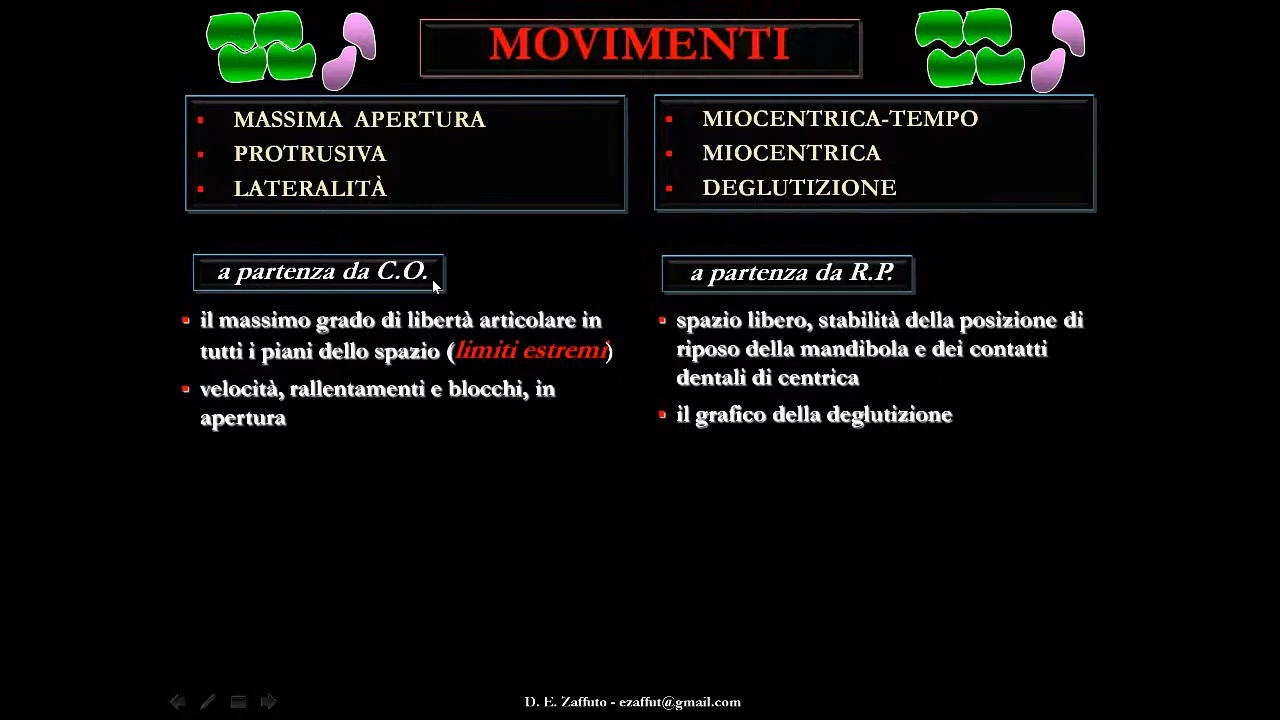 MOVIMENTI
MASSIMA APERTURA
PROTRUSIVA
LATERALITÀ
MIOCENTRICA-TEMPO
MIOCENTRICA
DEGLUTIZIONE
a partenza da C.O.
il massimo grado di libertà articolare in
tutti i piani dello spazio (limiti estremi)
velocità, rallentamenti e blocchi, in
apertura
a partenza da R.P.
spazio libero, stabilità della posizione di
riposo della mandibola e dei contatti
dentali di centrica
il grafico della deglutizione
D. E. Zaffuto - ezaffut@gmail.com